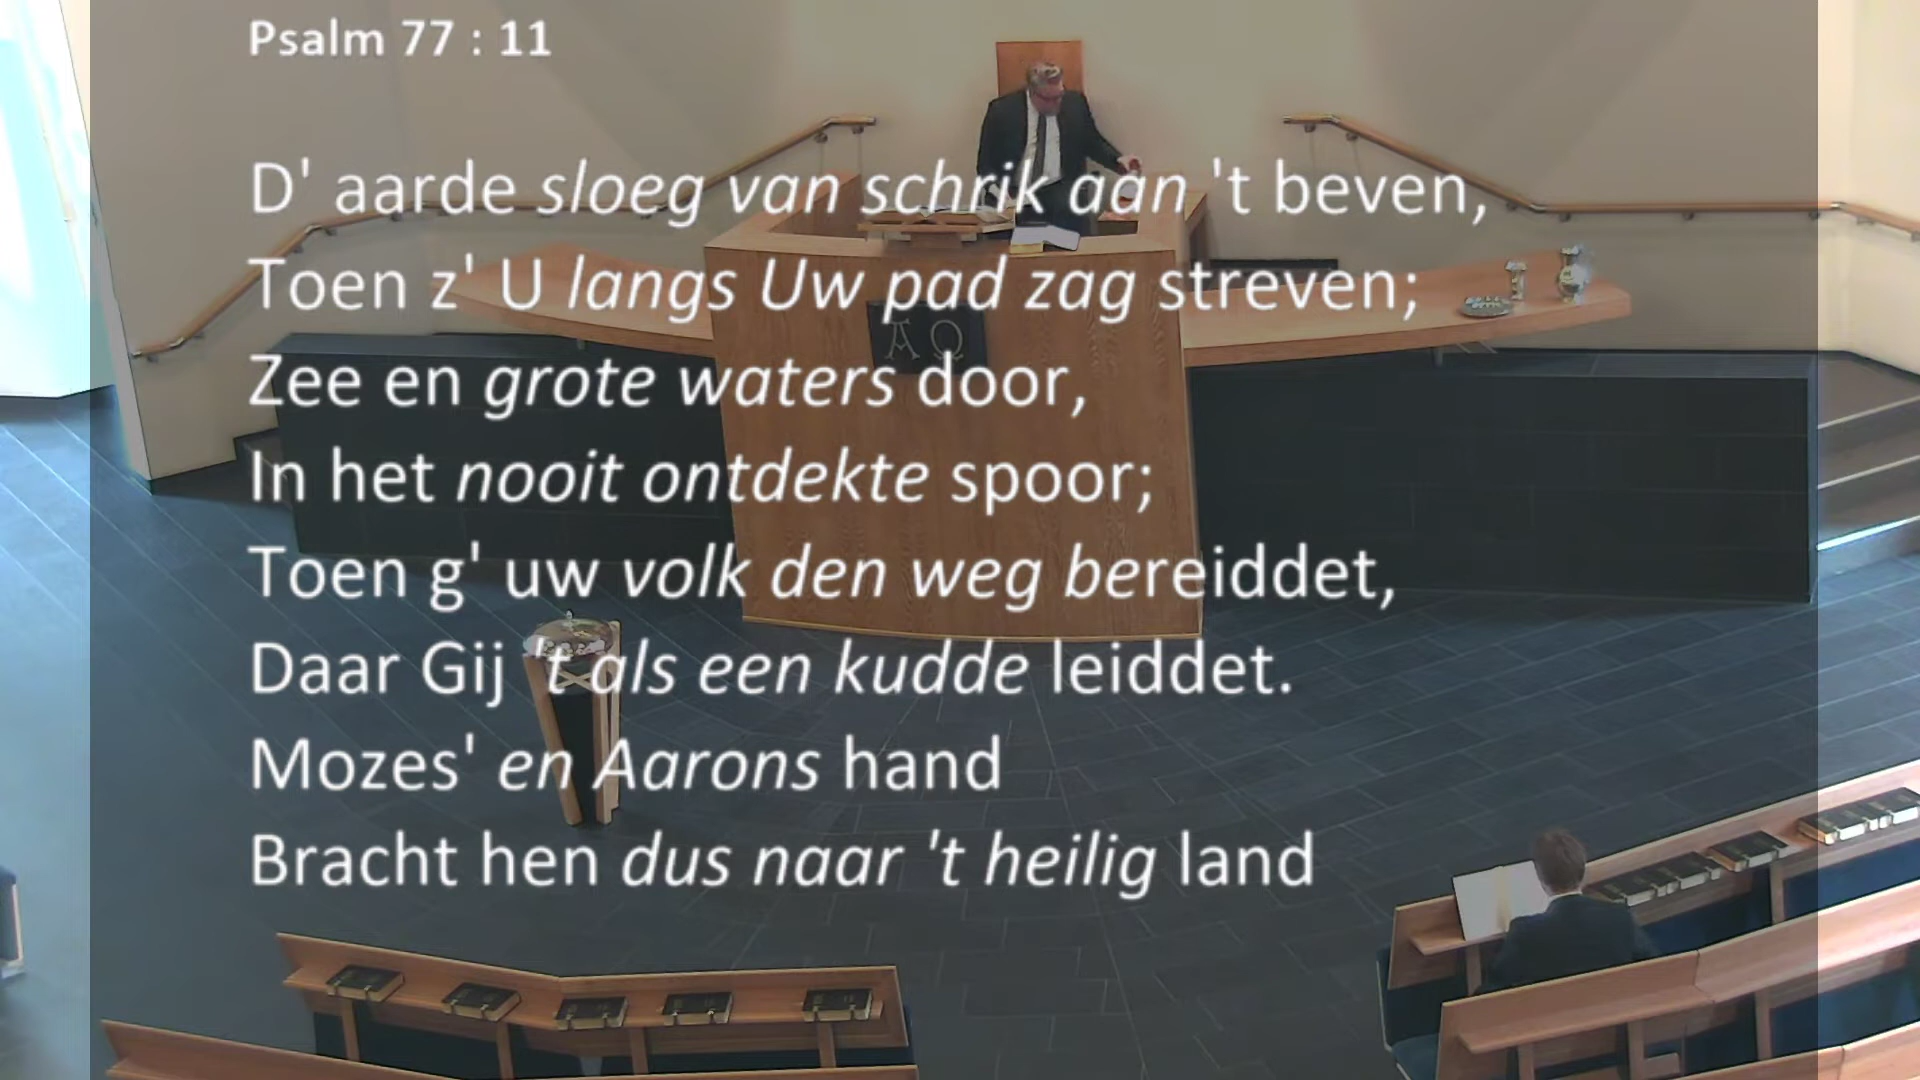 Psalm 77 : 11
D' aarde sloeg van schrik aan 't beven,
Toen z' U langs Uw pad zag streven;
Zee en grote waters door,
In het nooit ontdekte spoor;
Toen g' uw volk den weg bereiddet,
Daar Gij 't als een kudde leiddet.
Mozes' en Aarons hand
Bracht hen dus naar 't heilig land
Α Ω